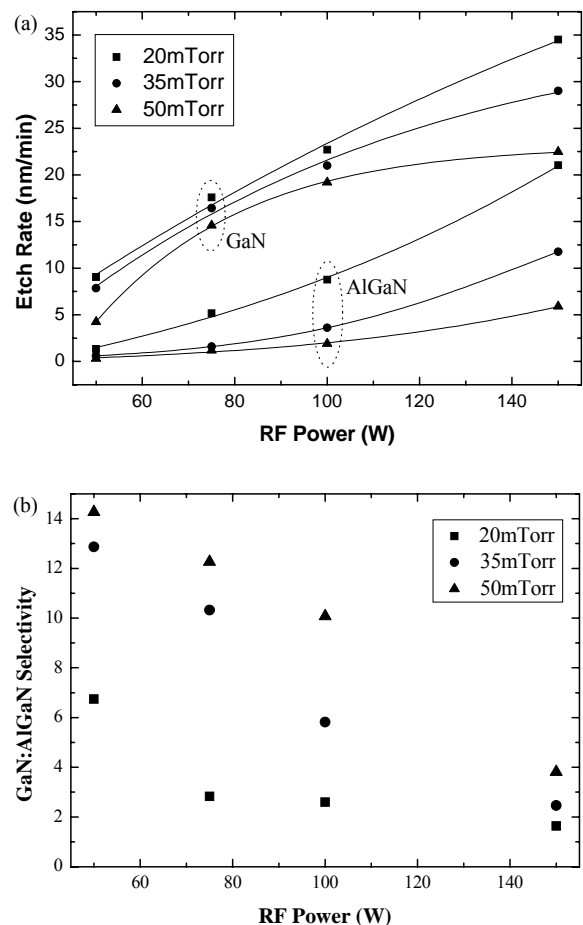 (a)
20mTorr
35mTorr
50mTorr
Etch Rate (nm/min)
35
30
25
20
15
10
5
0
GaN
AlGaN
60
80
100
120
140
RF Power (W)
(b)
14
12
10
8
6
4
2
0
GaN:AlGaN Selectivity
20mTorr
35mTorr
50mTorr
60
80
100
120
140
RF Power (W)